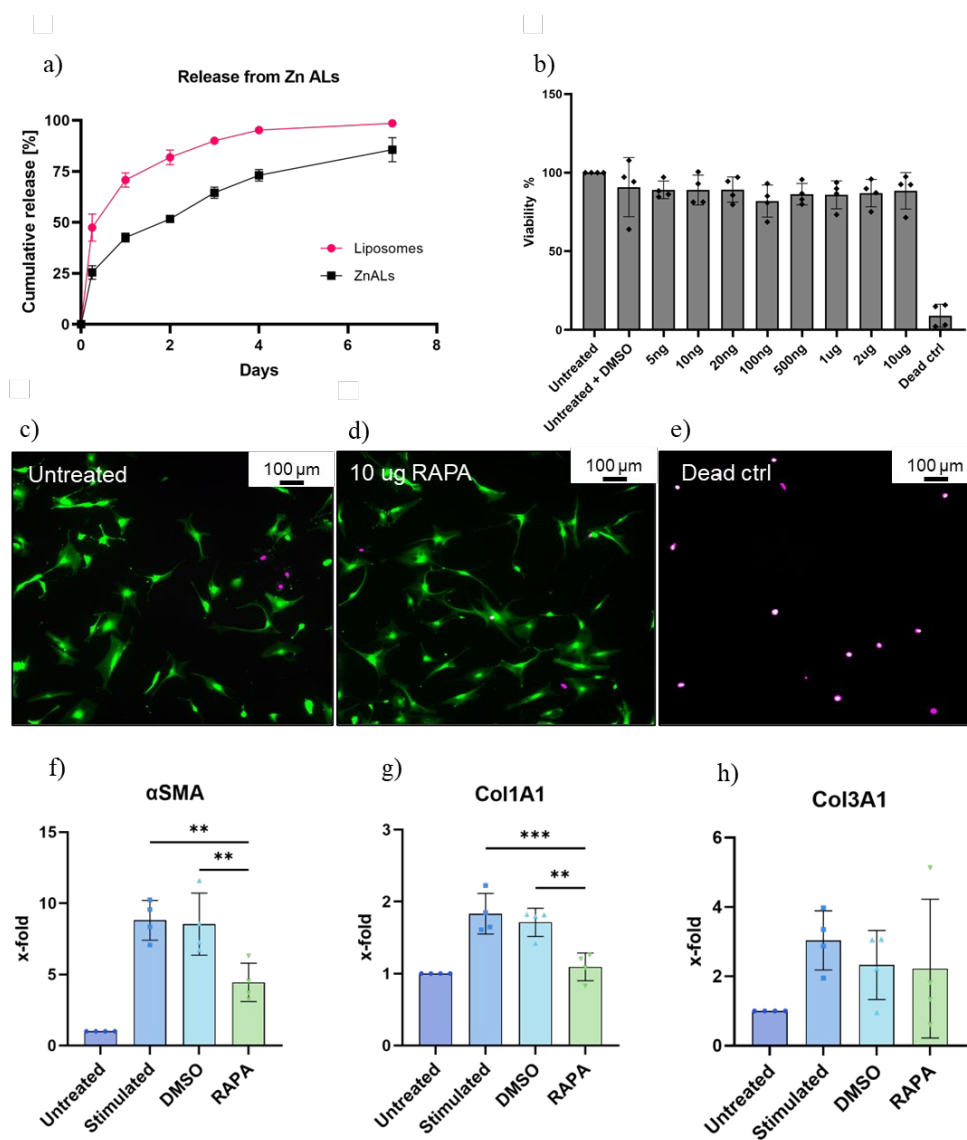 a)
Release from Zn ALs
Cumulative release [%]
100
75
50
25
0
0 2 4 6 8
Days
Liposomes
ZnALs
b)
Viability %
150
100
50
0
Untreated
Untreated + DMSO
5ng
10ng
20ng
100ng
500ng
1ug
2ug
10ug
Dead ctrl
c)
Untreated
100 µm
d)
10 ug RAPA
100 µm
e)
Dead ctrl
100 µm
f)
αSMA
x-fold
15
10
5
0
**
**
Untreated
Stimulated
DMSO
RAPA
g)
Col1A1
x-fold
3
2
1
0
***
**
Untreated
Stimulated
DMSO
RAPA
h)
Col3A1
x-fold
6
4
2
0
Untreated
Stimulated
DMSO
RAPA